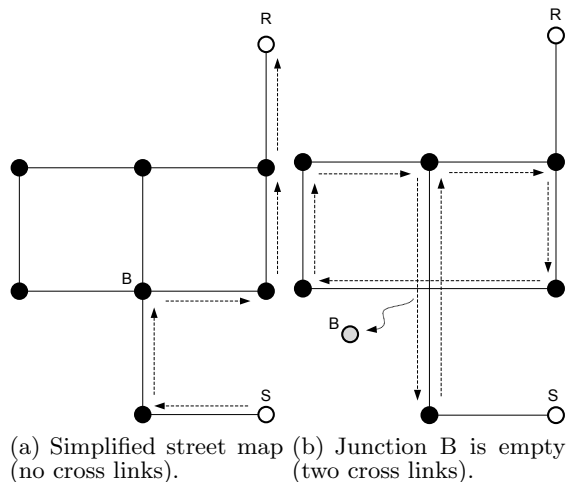 R
R
B
B
S
S
(a) Simplified street map
(no cross links).
(b) Junction B is empty
(two cross links).